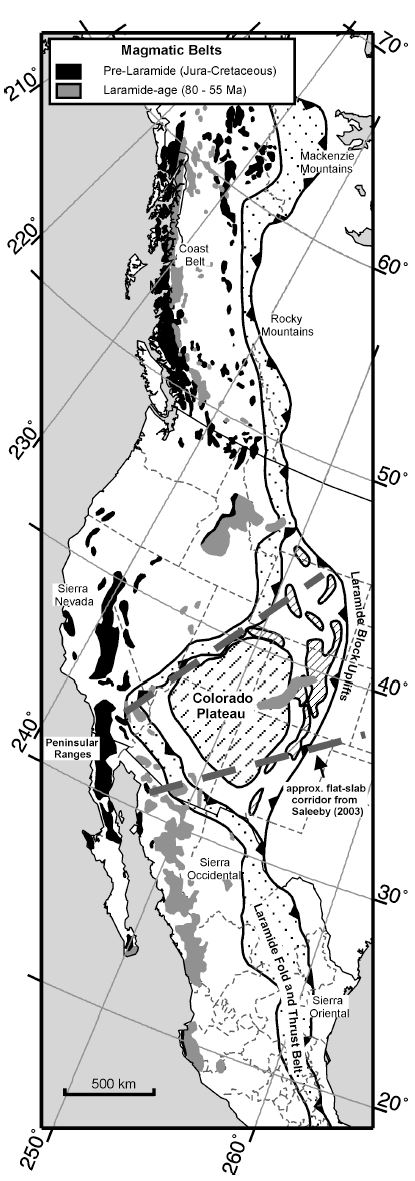 Magmatic Belts
Pre-Laramide (Jura-Cretaceous)
Laramide-age (80 - 55 Ma)
70°
210°
Mackenzie
Mountains
220°
Coast
Belt
60°
Rocky
Mountains
230°
50°
Sierra
Nevada
Laramide Block Uplifts
Colorado
Plateau
40°
240°
Peninsular
Ranges
approx. flat-slab
corridor from
Saleeby (2003)
Sierra
Occidental
30°
Laramide Fold and Thrust Belt
Sierra
Oriental
500 km
20°
250°
260°